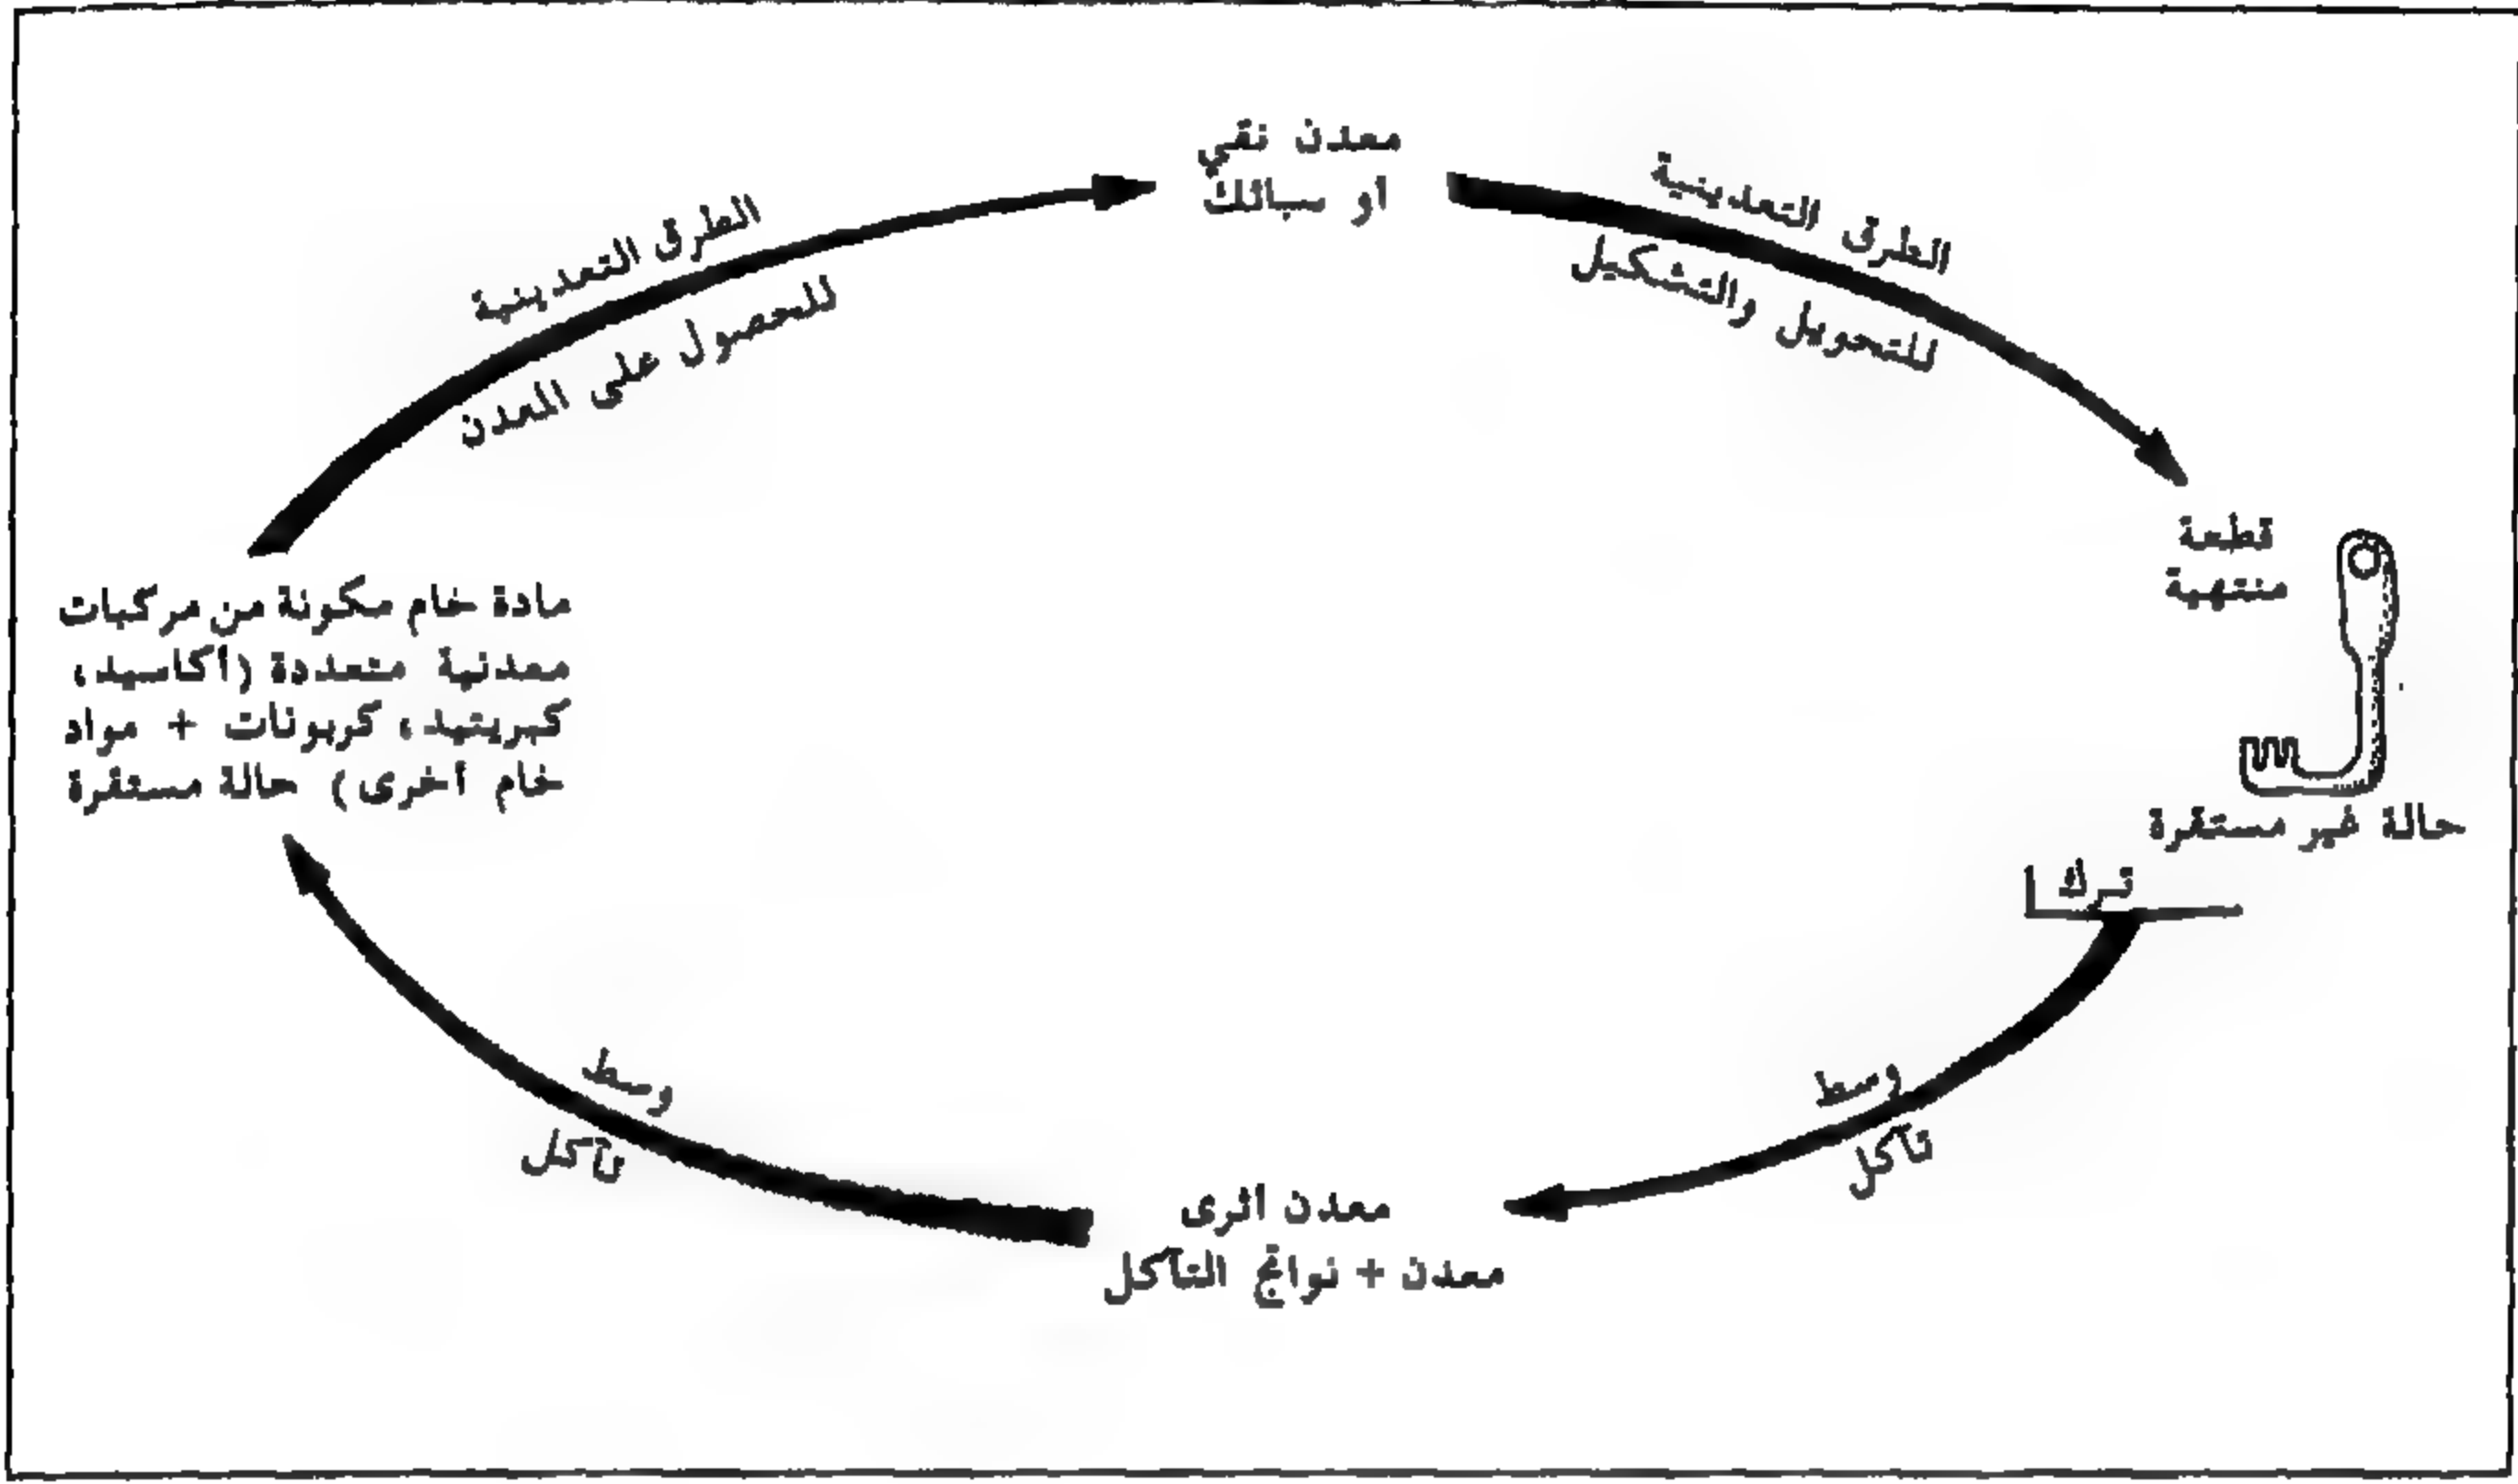 معدن نقي
او سبائك
الطرق التعدينية
للتحويل والتشكيل
الطرق التعدينية
للحصول على المعدن
قطعة
منتهية
حالة غير مستقرة
ترك
وسط
تآكل
معدن اثرى
معدن + نواتج التآكل
وسط
تآكل
مادة خام مكونة من مركبات
معدنية متعددة (أكاسيد،
كبريتيد، كربونات + مواد
خام أخرى) حالة مستقرة